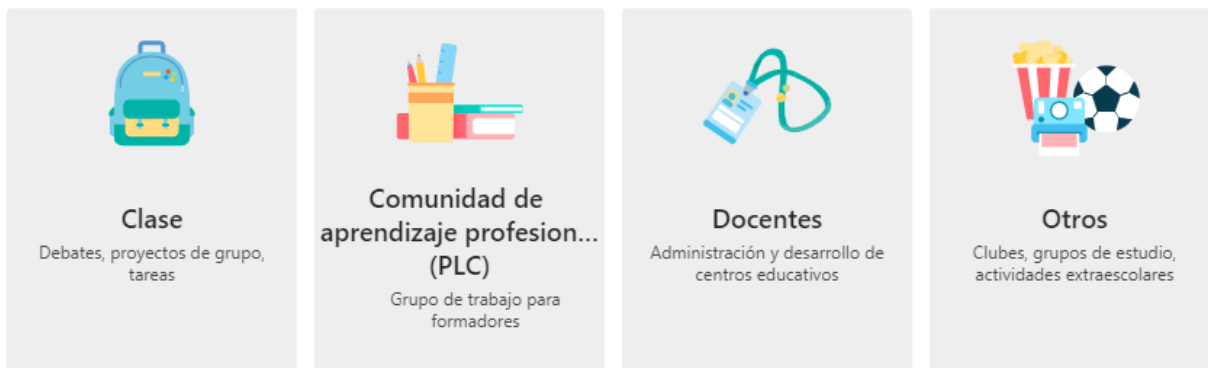 Clase
Debates, proyectos de grupo,
tareas
Comunidad de
aprendizaje profesion...
(PLC)
Grupo de trabajo para
formadores
Docentes
Administración y desarrollo de
centros educativos
Otros
Clubes, grupos de estudio,
actividades extraescolares